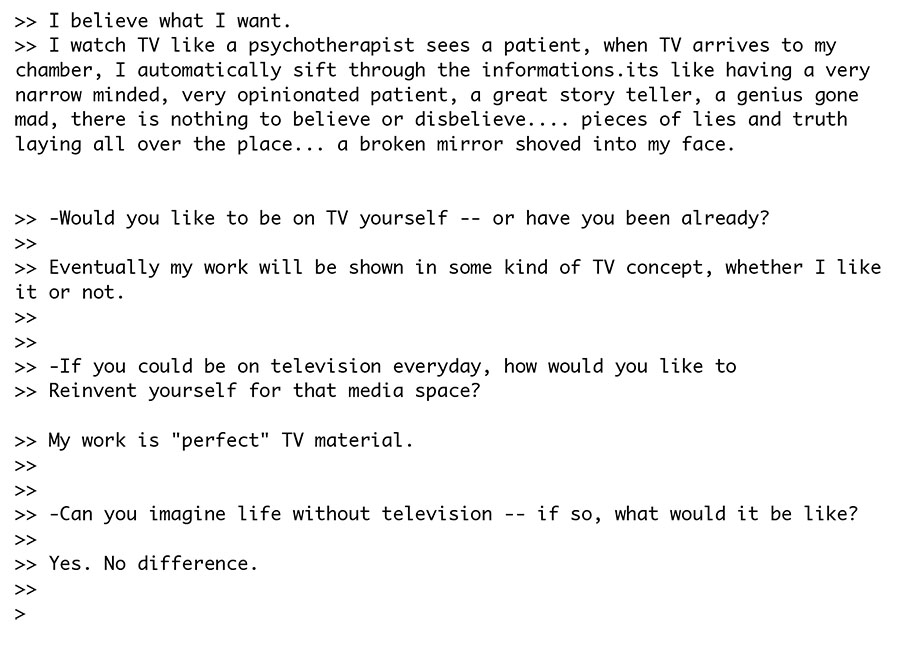 >> I believe what I want.
>> I watch TV like a psychotherapist sees a patient, when TV arrives to my
chamber, I automatically sift through the informations.its like having a very
narrow minded, very opinionated patient, a great story teller, a genius gone
mad, there is nothing to believe or disbelieve.... pieces of lies and truth
laying all over the place... a broken mirror shoved into my face.
>> -Would you like to be on TV yourself -- or have you been already?
>>
>> Eventually my work will be shown in some kind of TV concept, whether I like
it or not.
>>
>>
>> -If you could be on television everyday, how would you like to
>> Reinvent yourself for that media space?
>> My work is "perfect" TV material.
>>
>>
>> -Can you imagine life without television -- if so, what would it be like?
>>
>> Yes. No difference.
>>
>